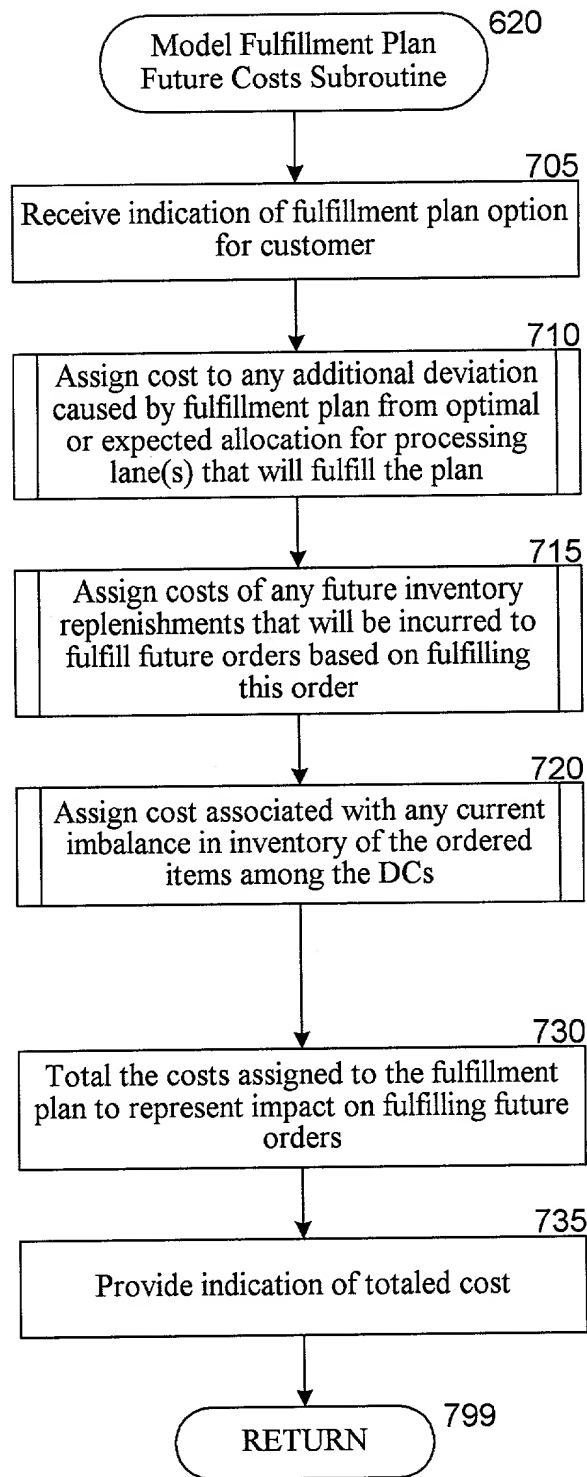 620
Model Fulfillment Plan
Future Costs Subroutine
705
Receive indication of fulfillment plan option
for customer
710
Assign cost to any additional deviation
caused by fulfillment plan from optimal
or expected allocation for processing
lane(s) that will fulfill the plan
715
Assign costs of any future inventory
replenishments that will be incurred to
fulfill future orders based on fulfilling
this order
720
Assign cost associated with any current
imbalance in inventory of the ordered
items among the DCs
730
Total the costs assigned to the fulfillment
plan to represent impact on fulfilling future
orders
735
Provide indication of totaled cost
799
RETURN